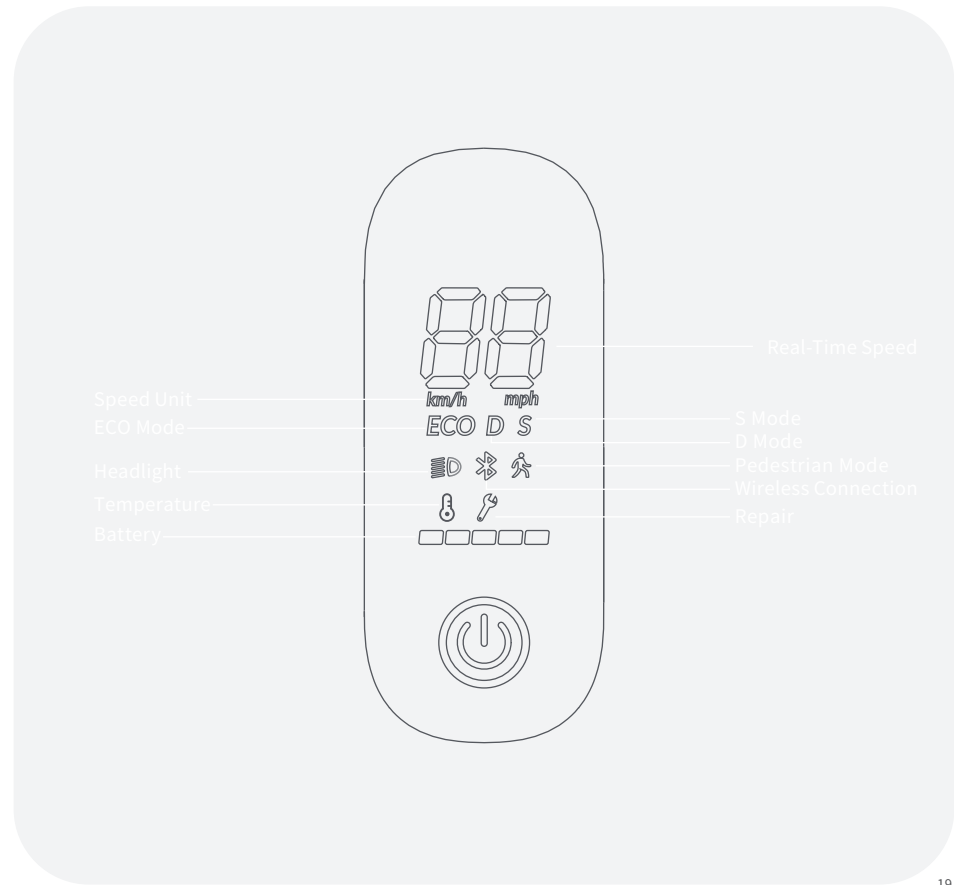 88
Real-Time Speed
Speed Unit
km/h mph
ECO Mode
ECO D S
S Mode
D Mode
Headlight
Pedestrian Mode
Wireless Connection
Temperature
Repair
Battery
19